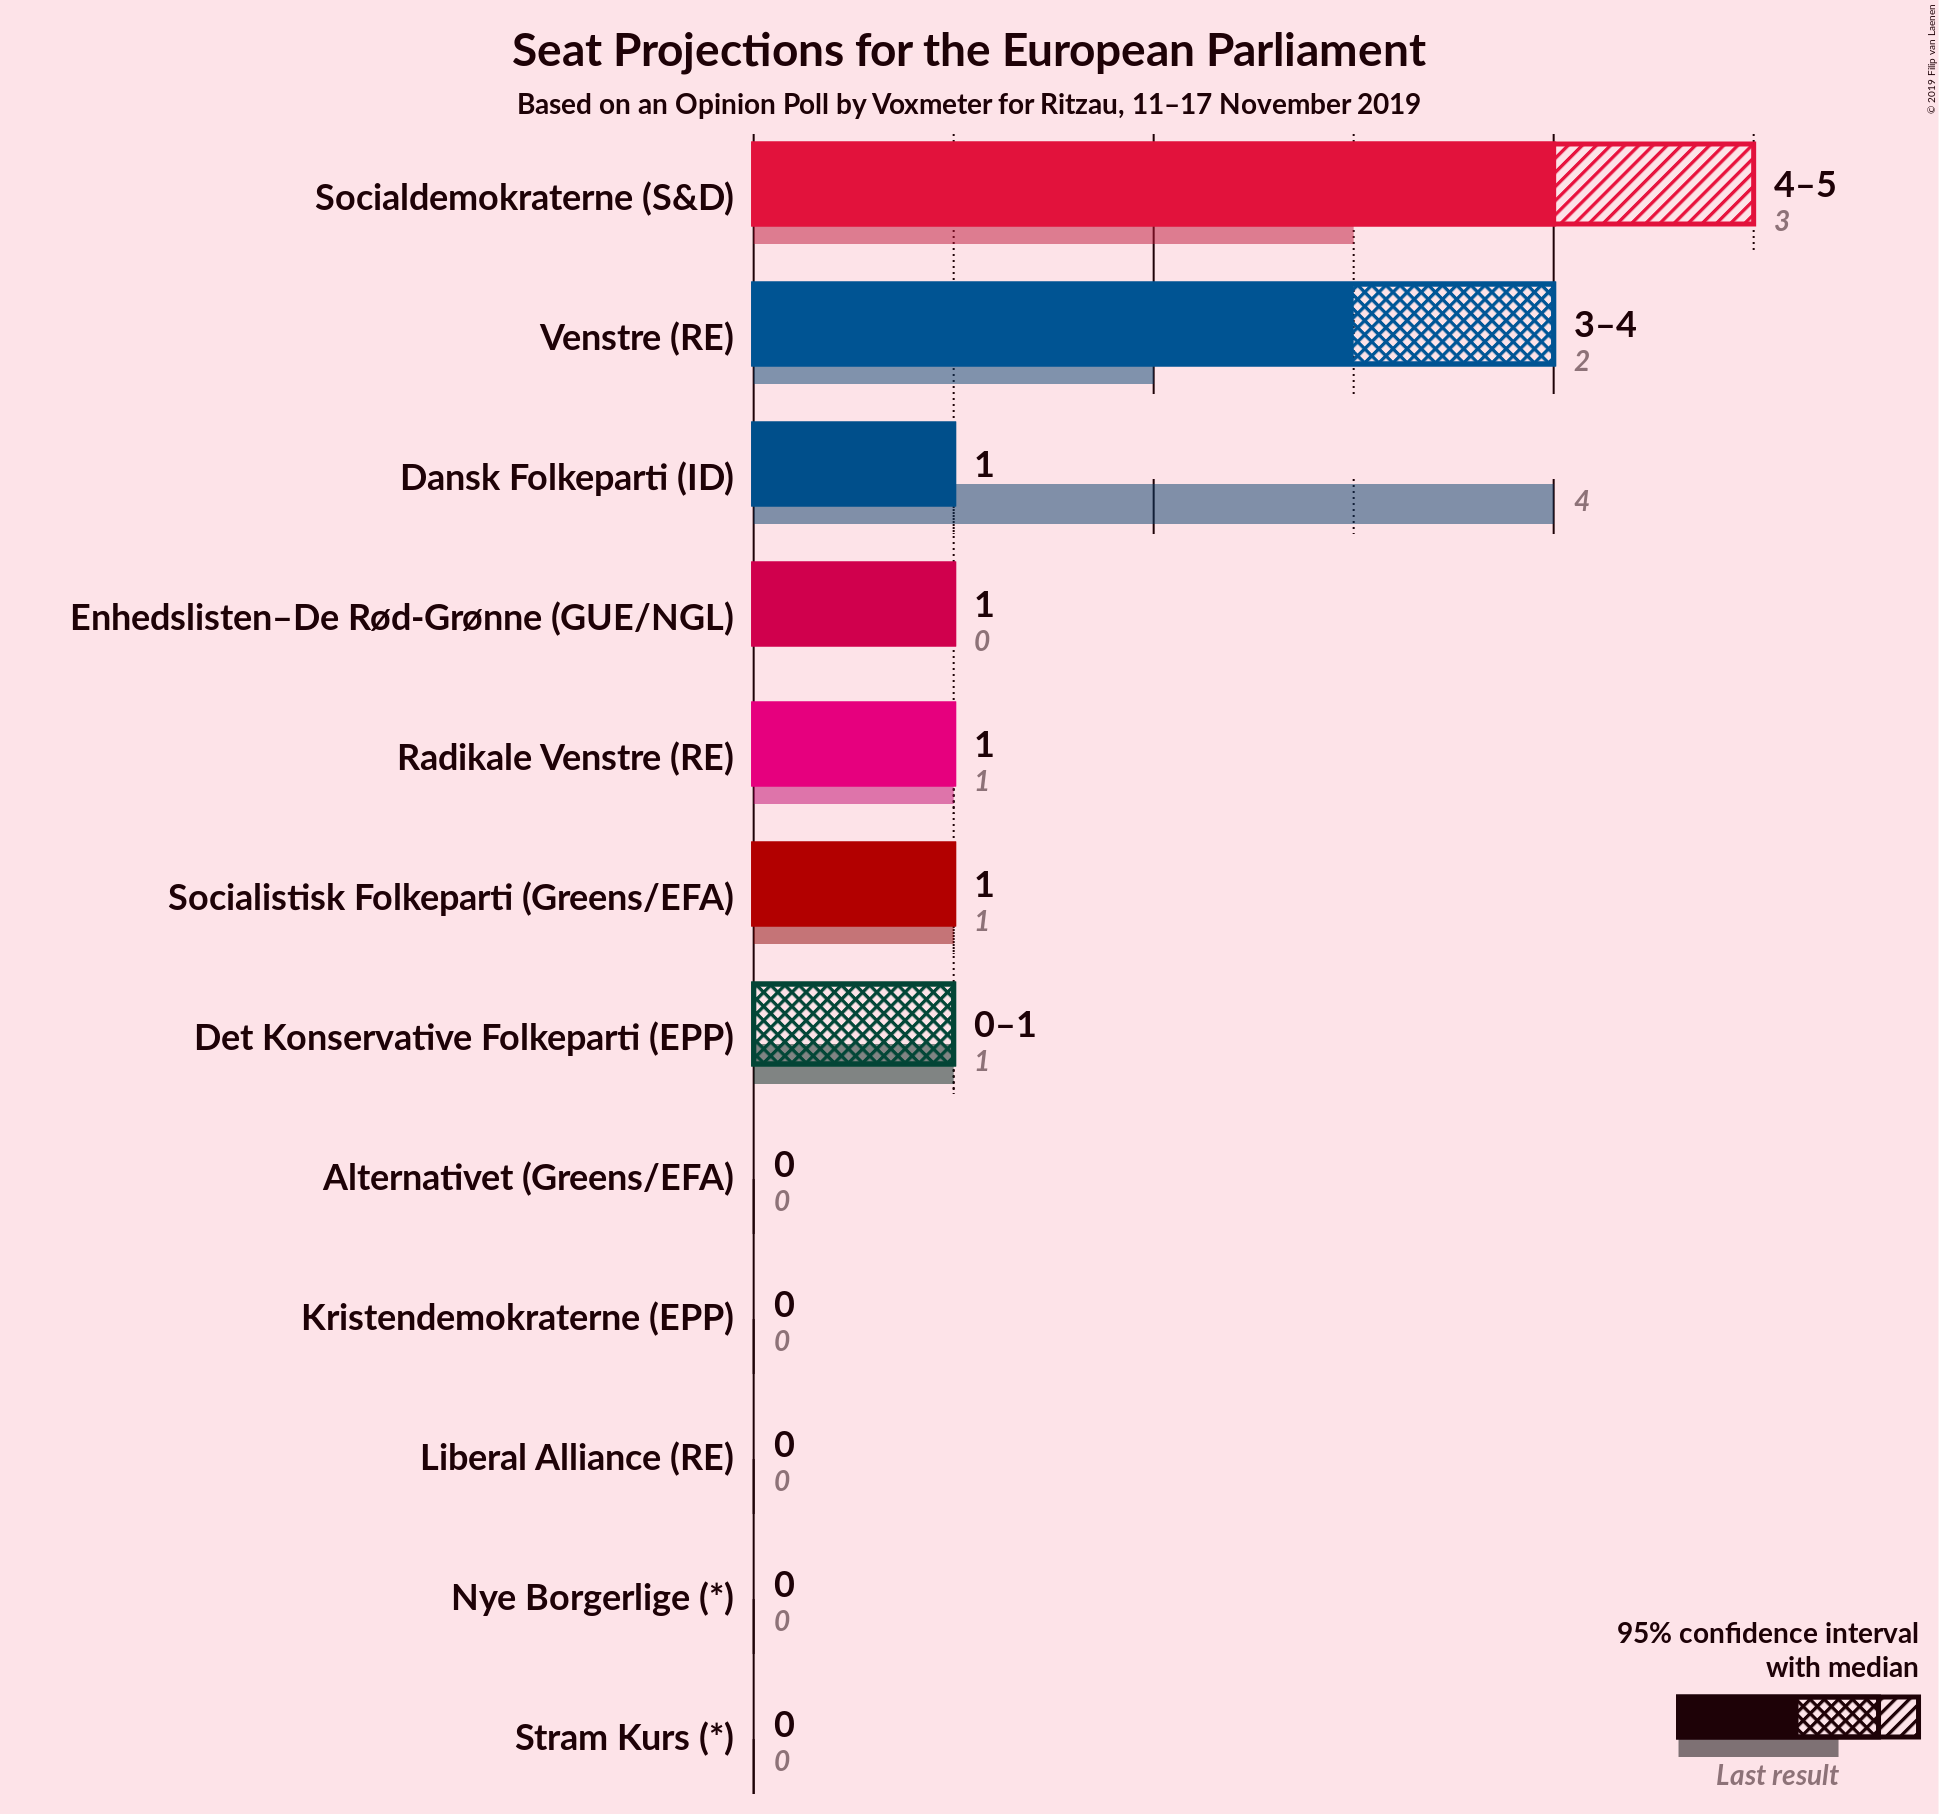 Seat Projections for the European Parliament
Based on an Opinion Poll by Voxmeter for Ritzau, 11–17 November 2019
© 2019 Filip van Laenen
Socialdemokraterne (S&D)
4–5
3
Venstre (RE)
3–4
2
Dansk Folkeparti (ID)
1
4
Enhedslisten–De Rød-Grønne (GUE/NGL)
1
0
Radikale Venstre (RE)
1
1
Socialistisk Folkeparti (Greens/EFA)
1
1
Det Konservative Folkeparti (EPP)
0–1
1
Alternativet (Greens/EFA)
0
0
Kristendemokraterne (EPP)
0
0
Liberal Alliance (RE)
0
0
Nye Borgerlige (*)
0
0
Stram Kurs (*)
0
0
95% confidence interval
with median
Last result